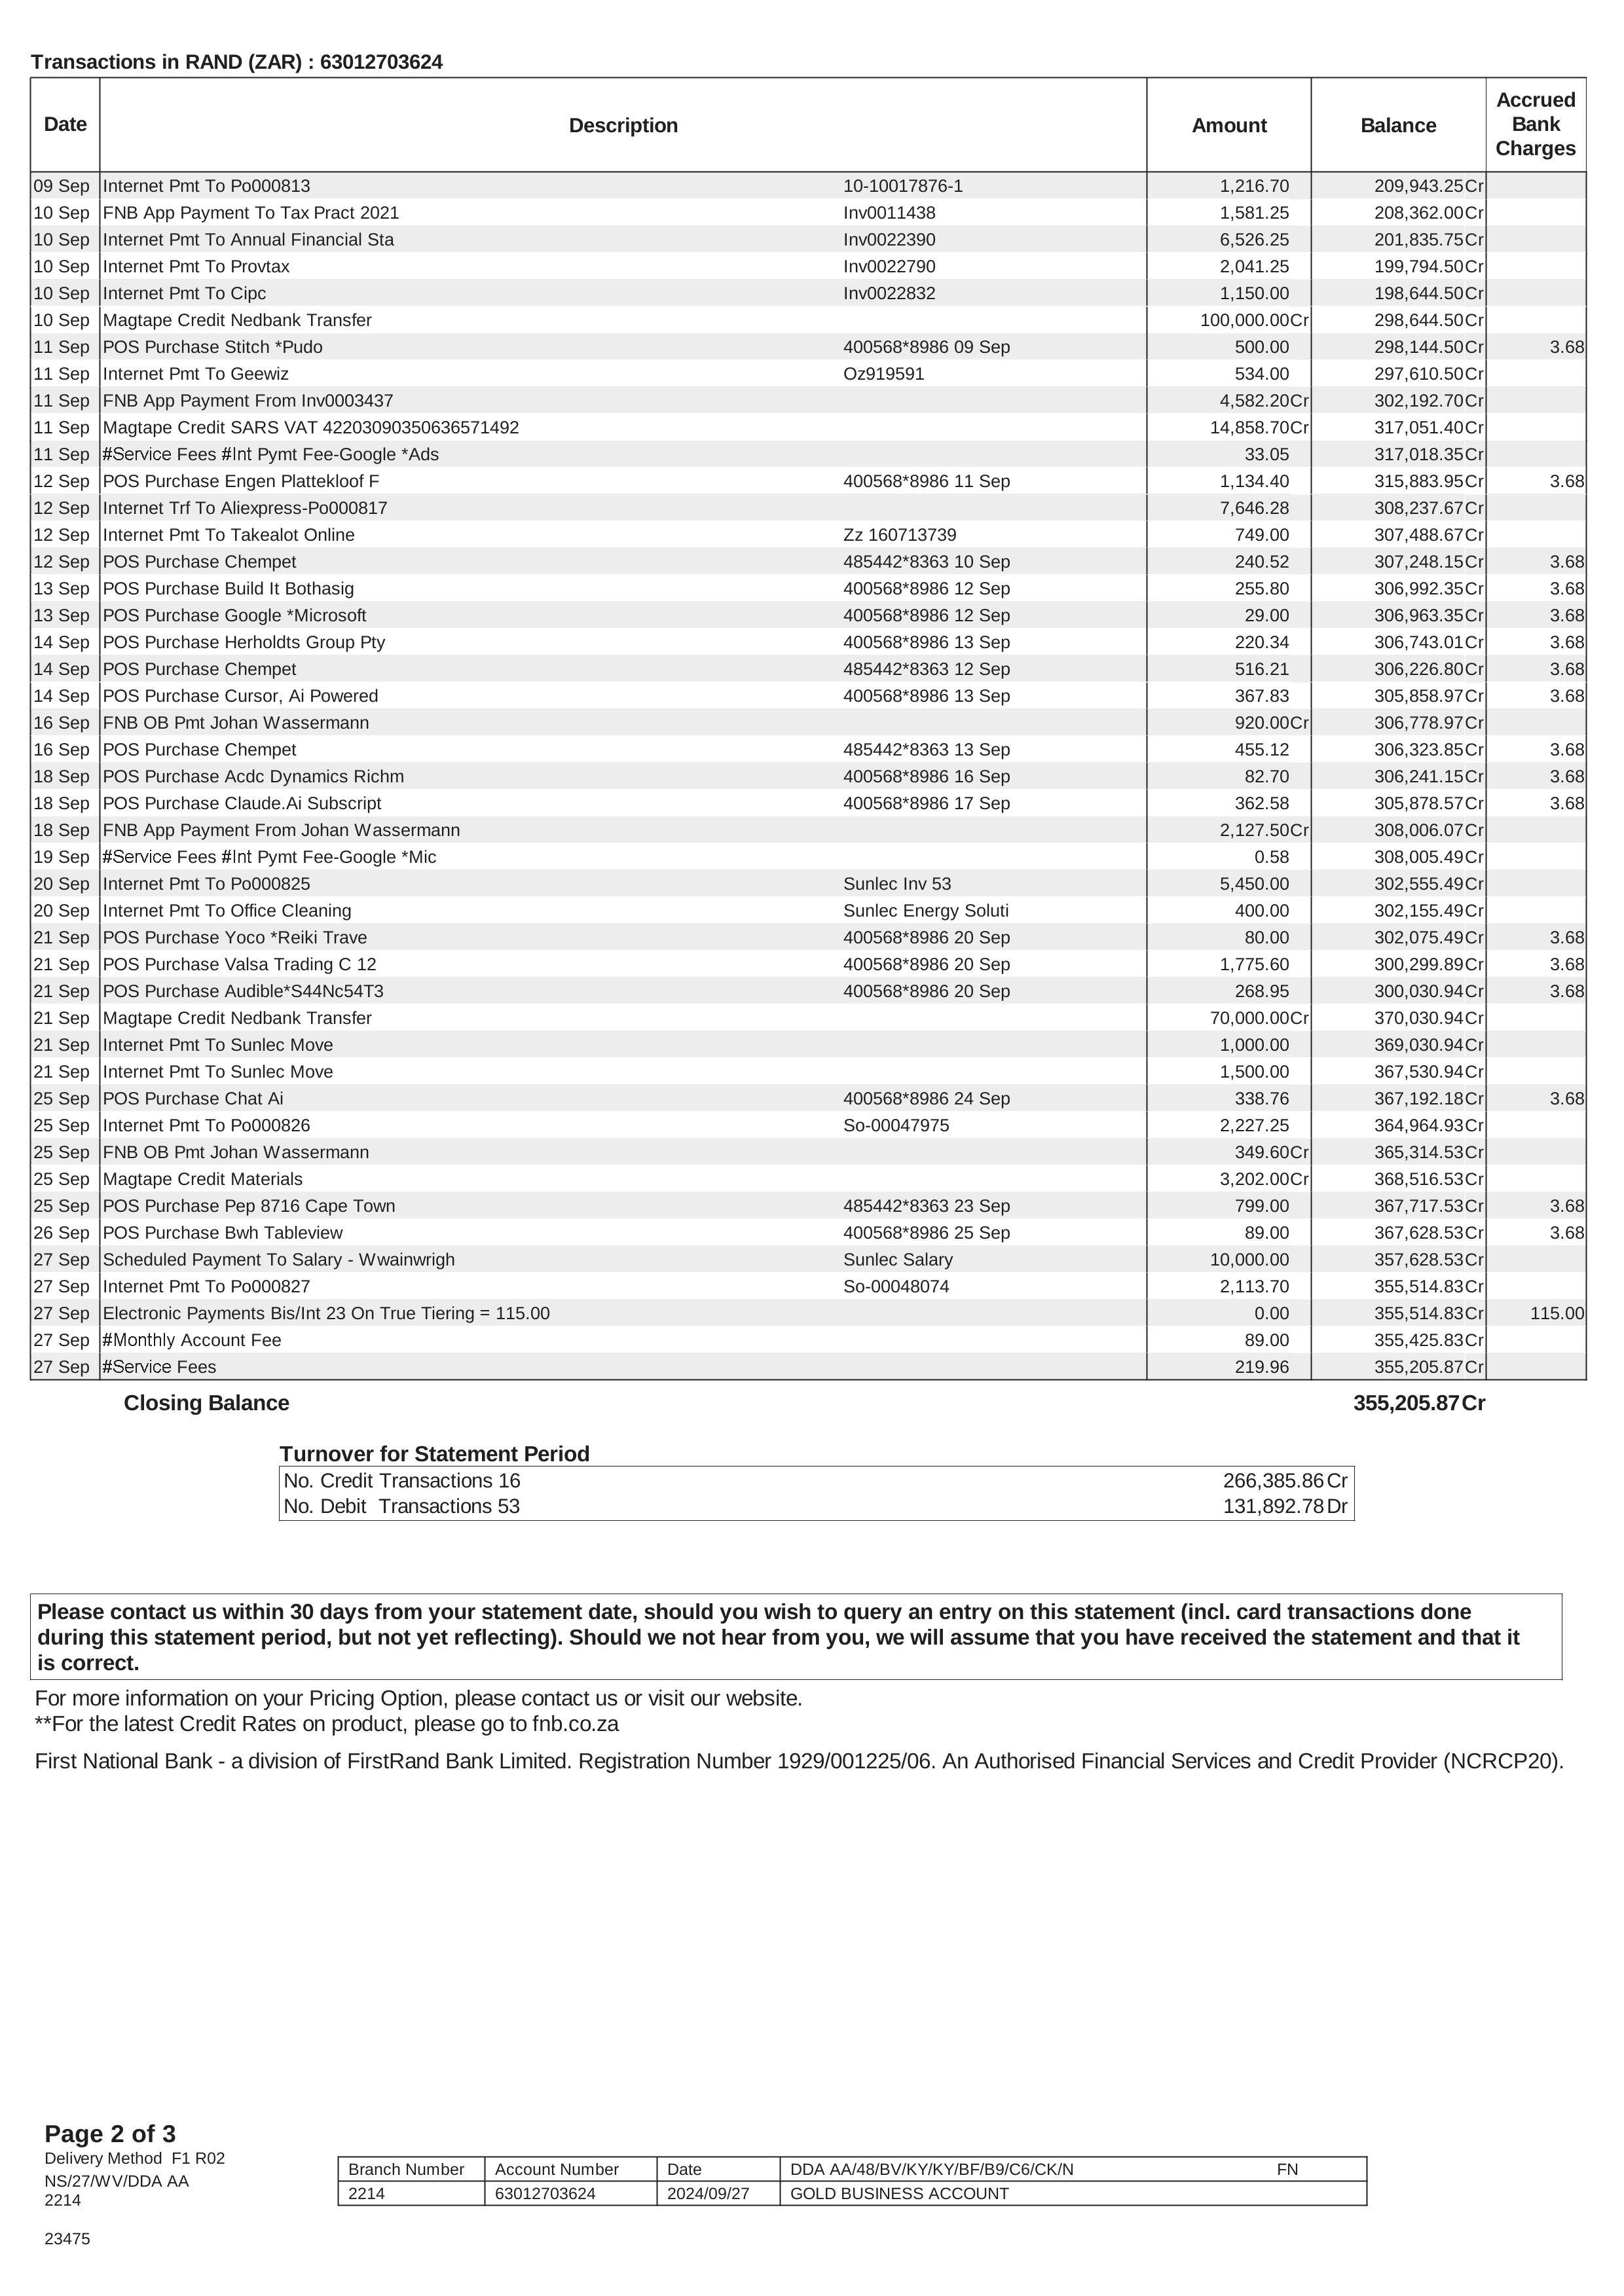 Transactions in RAND (ZAR) : 63012703624
Date Description Amount Balance Accrued Bank Charges
09 Sep Internet Pmt To Po000813 10-10017876-1 1,216.70 209,943.25Cr
10 Sep FNB App Payment To Tax Pract 2021 Inv0011438 1,581.25 208,362.00Cr
10 Sep Internet Pmt To Annual Financial Sta Inv0022390 6,526.25 201,835.75Cr
10 Sep Internet Pmt To Provtax Inv0022790 2,041.25 199,794.50Cr
10 Sep Internet Pmt To Cipc Inv0022832 1,150.00 198,644.50Cr
10 Sep Magtape Credit Nedbank Transfer 100,000.00Cr 298,644.50Cr
11 Sep POS Purchase Stitch *Pudo 400568*8986 09 Sep 500.00 298,144.50Cr 3.68
11 Sep Internet Pmt To Geewiz Oz919591 534.00 297,610.50Cr
11 Sep FNB App Payment From Inv0003437 4,582.20Cr 302,192.70Cr
11 Sep Magtape Credit SARS VAT 42203090350636571492 14,858.70Cr 317,051.40Cr
11 Sep #Service Fees #Int Pymt Fee-Google *Ads 33.05 317,018.35Cr
12 Sep POS Purchase Engen Plattekloof F 400568*8986 11 Sep 1,134.40 315,883.95Cr 3.68
12 Sep Internet Trf To Aliexpress-Po000817 7,646.28 308,237.67Cr
12 Sep Internet Pmt To Takealot Online Zz 160713739 749.00 307,488.67Cr
12 Sep POS Purchase Chempet 485442*8363 10 Sep 240.52 307,248.15Cr 3.68
13 Sep POS Purchase Build It Bothasig 400568*8986 12 Sep 255.80 306,992.35Cr 3.68
13 Sep POS Purchase Google *Microsoft 400568*8986 12 Sep 29.00 306,963.35Cr 3.68
14 Sep POS Purchase Herholdts Group Pty 400568*8986 13 Sep 220.34 306,743.01Cr 3.68
14 Sep POS Purchase Chempet 485442*8363 12 Sep 516.21 306,226.80Cr 3.68
14 Sep POS Purchase Cursor, Ai Powered 400568*8986 13 Sep 367.83 305,858.97Cr 3.68
16 Sep FNB OB Pmt Johan Wassermann 920.00Cr 306,778.97Cr
16 Sep POS Purchase Chempet 485442*8363 13 Sep 455.12 306,323.85Cr 3.68
18 Sep POS Purchase Acdc Dynamics Richm 400568*8986 16 Sep 82.70 306,241.15Cr 3.68
18 Sep POS Purchase Claude.Ai Subscript 400568*8986 17 Sep 362.58 305,878.57Cr 3.68
18 Sep FNB App Payment From Johan Wassermann 2,127.50Cr 308,006.07Cr
19 Sep #Service Fees #Int Pymt Fee-Google *Mic 0.58 308,005.49Cr
20 Sep Internet Pmt To Po000825 Sunlec Inv 53 5,450.00 302,555.49Cr
20 Sep Internet Pmt To Office Cleaning Sunlec Energy Soluti 400.00 302,155.49Cr
21 Sep POS Purchase Yoco *Reiki Trave 400568*8986 20 Sep 80.00 302,075.49Cr 3.68
21 Sep POS Purchase Valsa Trading C 12 400568*8986 20 Sep 1,775.60 300,299.89Cr 3.68
21 Sep POS Purchase Audible*S44Nc54T3 400568*8986 20 Sep 268.95 300,030.94Cr 3.68
21 Sep Magtape Credit Nedbank Transfer 70,000.00Cr 370,030.94Cr
21 Sep Internet Pmt To Sunlec Move 1,000.00 369,030.94Cr
21 Sep Internet Pmt To Sunlec Move 1,500.00 367,530.94Cr
25 Sep POS Purchase Chat Ai 400568*8986 24 Sep 338.76 367,192.18Cr 3.68
25 Sep Internet Pmt To Po000826 So-00047975 2,227.25 364,964.93Cr
25 Sep FNB OB Pmt Johan Wassermann 349.60Cr 365,314.53Cr
25 Sep Magtape Credit Materials 3,202.00Cr 368,516.53Cr
25 Sep POS Purchase Pep 8716 Cape Town 485442*8363 23 Sep 799.00 367,717.53Cr 3.68
26 Sep POS Purchase Bwh Tableview 400568*8986 25 Sep 89.00 367,628.53Cr 3.68
27 Sep Scheduled Payment To Salary - Wwainwrigh Sunlec Salary 10,000.00 357,628.53Cr
27 Sep Internet Pmt To Po000827 So-00048074 2,113.70 355,514.83Cr
27 Sep Electronic Payments Bis/Int 23 On True Tiering = 115.00 0.00 355,514.83Cr 115.00
27 Sep #Monthly Account Fee 89.00 355,425.83Cr
27 Sep #Service Fees 219.96 355,205.87Cr
Closing Balance 355,205.87Cr
Turnover for Statement Period
No. Credit Transactions 16 266,385.86Cr
No. Debit Transactions 53 131,892.78Dr
Please contact us within 30 days from your statement date, should you wish to query an entry on this statement (incl. card transactions done
during this statement period, but not yet reflecting). Should we not hear from you, we will assume that you have received the statement and that it
is correct.
For more information on your Pricing Option, please contact us or visit our website.
**For the latest Credit Rates on product, please go to fnb.co.za
First National Bank - a division of FirstRand Bank Limited. Registration Number 1929/001225/06. An Authorised Financial Services and Credit Provider (NCRCP20).
Page 2 of 3
Delivery Method F1 R02
NS/27/WV/DDA AA
2214
Branch Number Account Number Date DDA AA/48/BV/KY/KY/BF/B9/C6/CK/N FN
2214 63012703624 2024/09/27 GOLD BUSINESS ACCOUNT
23475